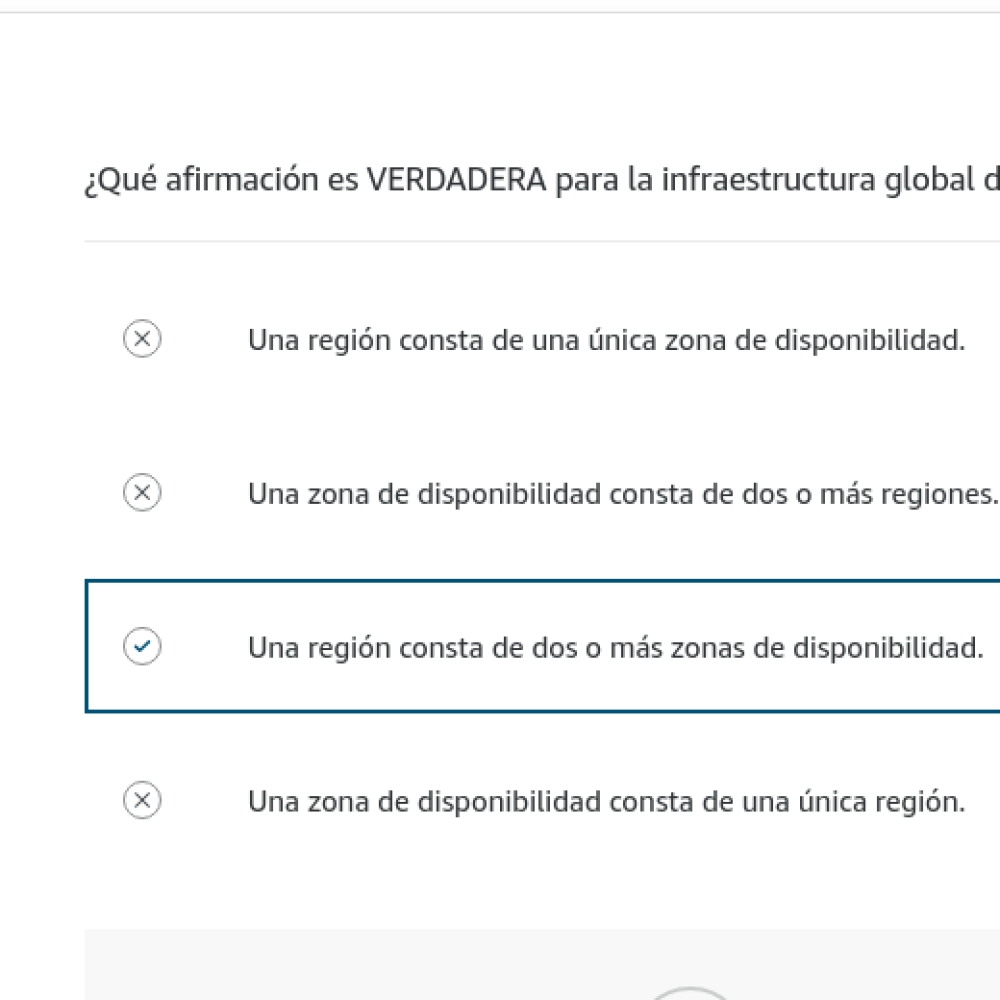 ¿Qué afirmación es VERDADERA para la infraestructura global d
Una región consta de una única zona de disponibilidad.
Una zona de disponibilidad consta de dos o más regiones.
Una región consta de dos o más zonas de disponibilidad.
Una zona de disponibilidad consta de una única región.